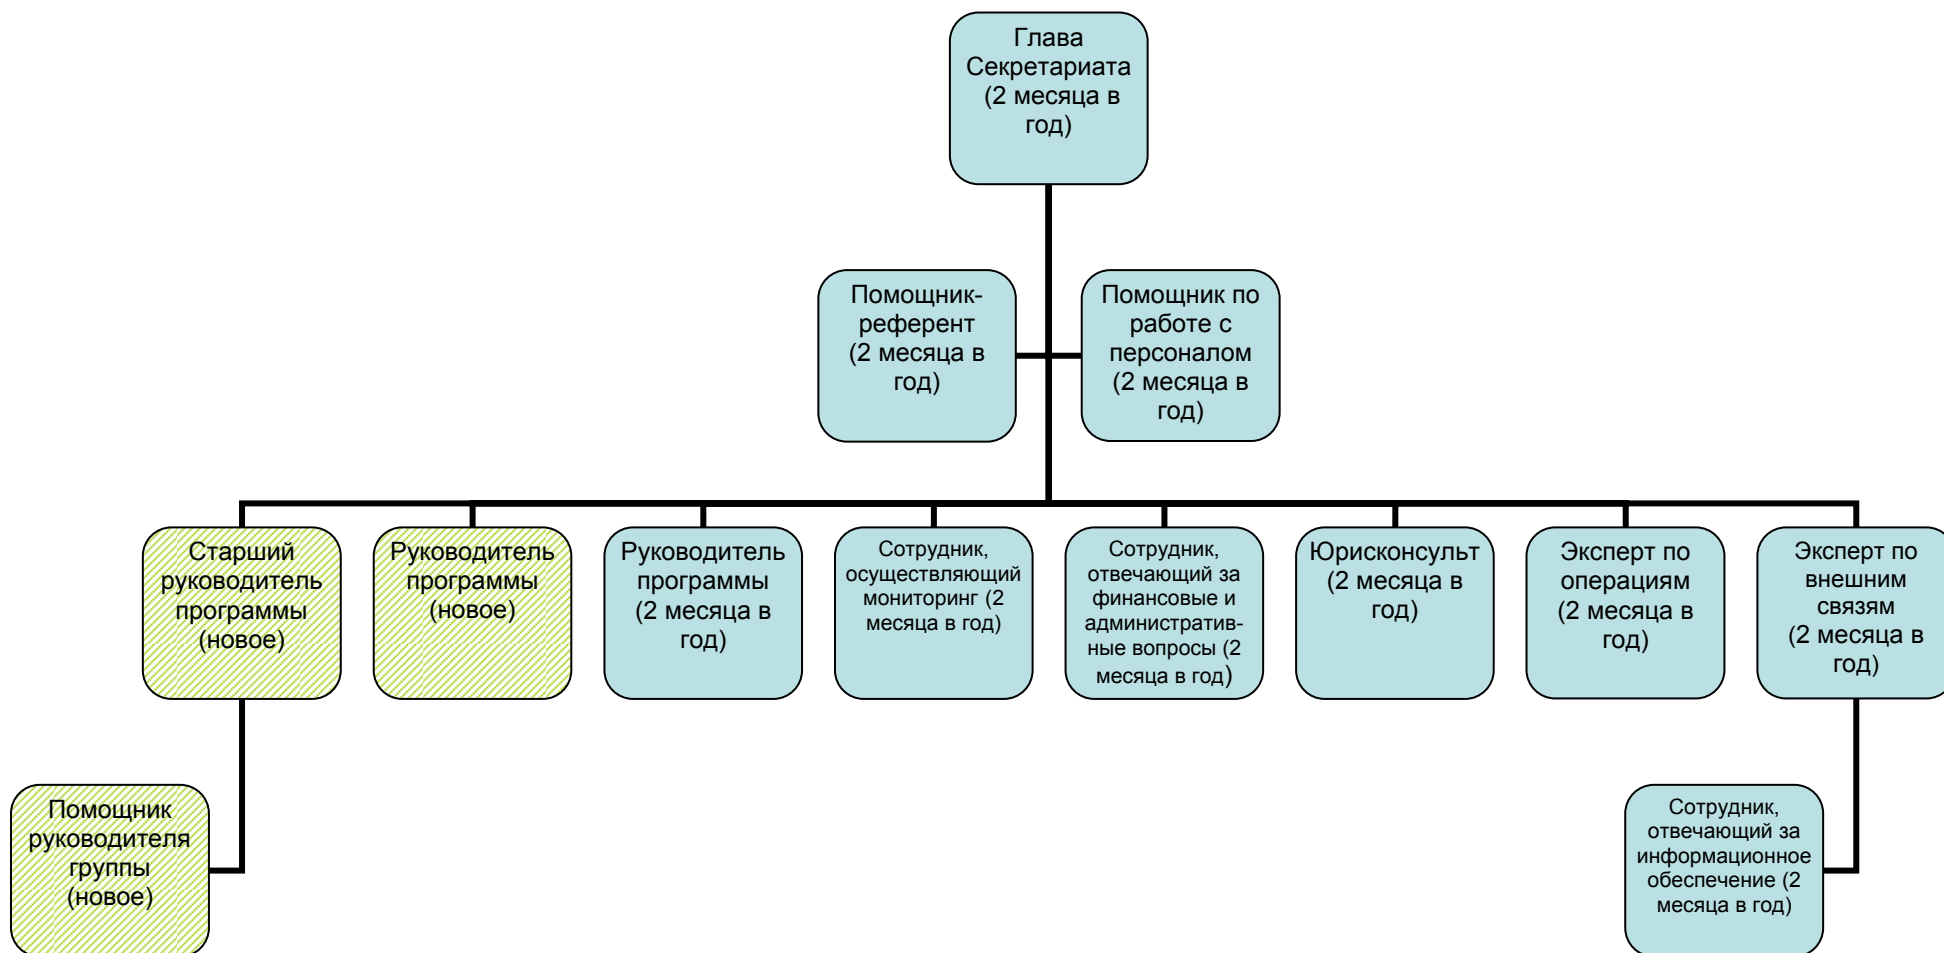 Глава
Секретариата
(2 месяца в
год)
Помощник-
референт
(2 месяца в
год)
Помощник по
работе с
персоналом
(2 месяца в
год)
Старший
руководитель
программы
(новое)
Руководитель
программы
(новое)
Руководитель
программы
(2 месяца в
год)
Сотрудник,
осуществляющий
мониторинг (2
месяца в год)
Сотрудник,
отвечающий за
финансовые и
административ-
ные вопросы (2
месяца в год)
Юрисконсульт
(2 месяца в
год)
Эксперт по
операциям
(2 месяца в
год)
Эксперт по
внешним
связям
(2 месяца в
год)
Помощник
руководителя
группы
(новое)
Сотрудник,
отвечающий за
информационное
обеспечение (2
месяца в год)